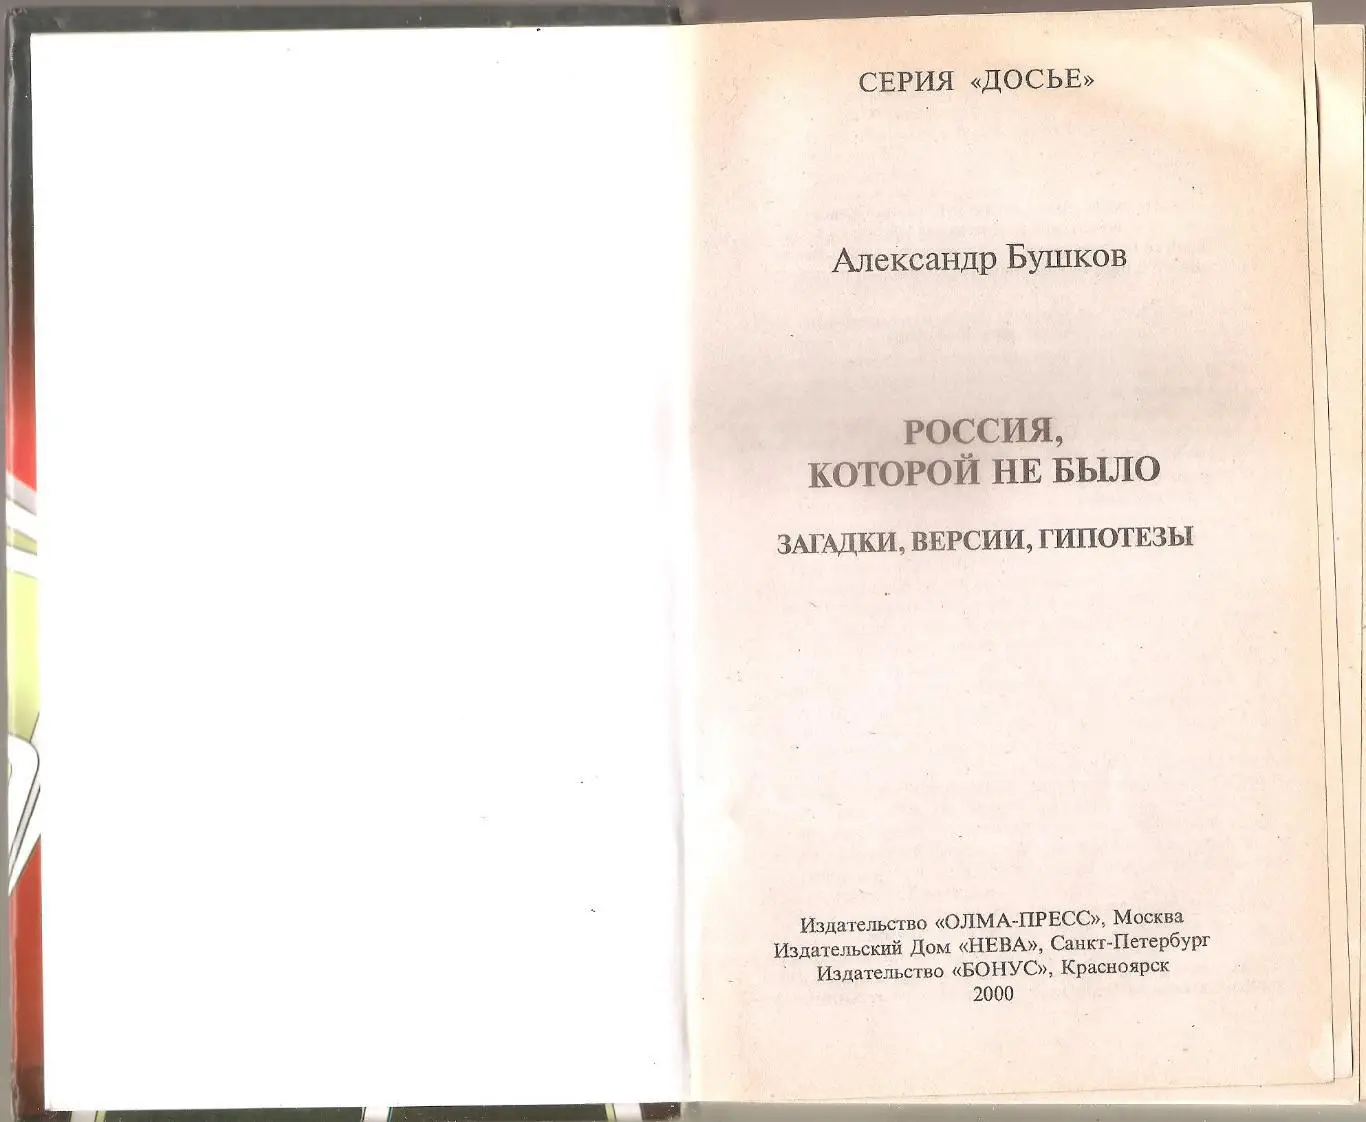 СЕРИЯ «ДОСЬЕ»
Александр Бушков
РОССИЯ,
КОТОРОЙ НЕ БЫЛО
ЗАГАДКИ, ВЕРСИИ, ГИПОТЕЗЫ
Издательство «ОЛМА-ПРЕСС», Москва
Издательский Дом «НЕВА», Санкт-Петербург
Издательство «БОНУС», Красноярск
2000